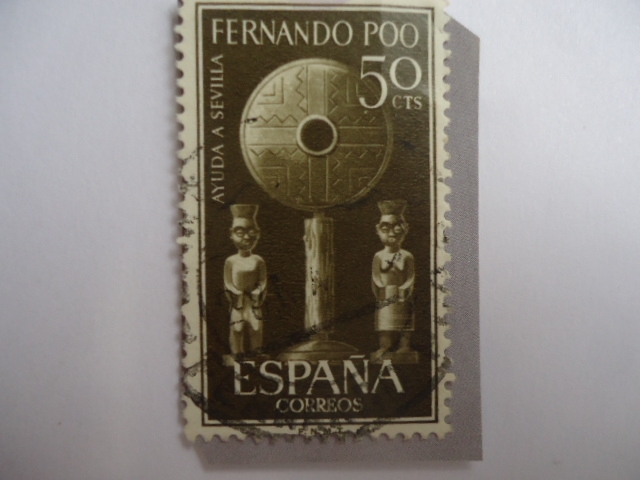 FERNANDO POO
50
CTS
AYUDA A SEVILLA
ESPAÑA
CORREOS